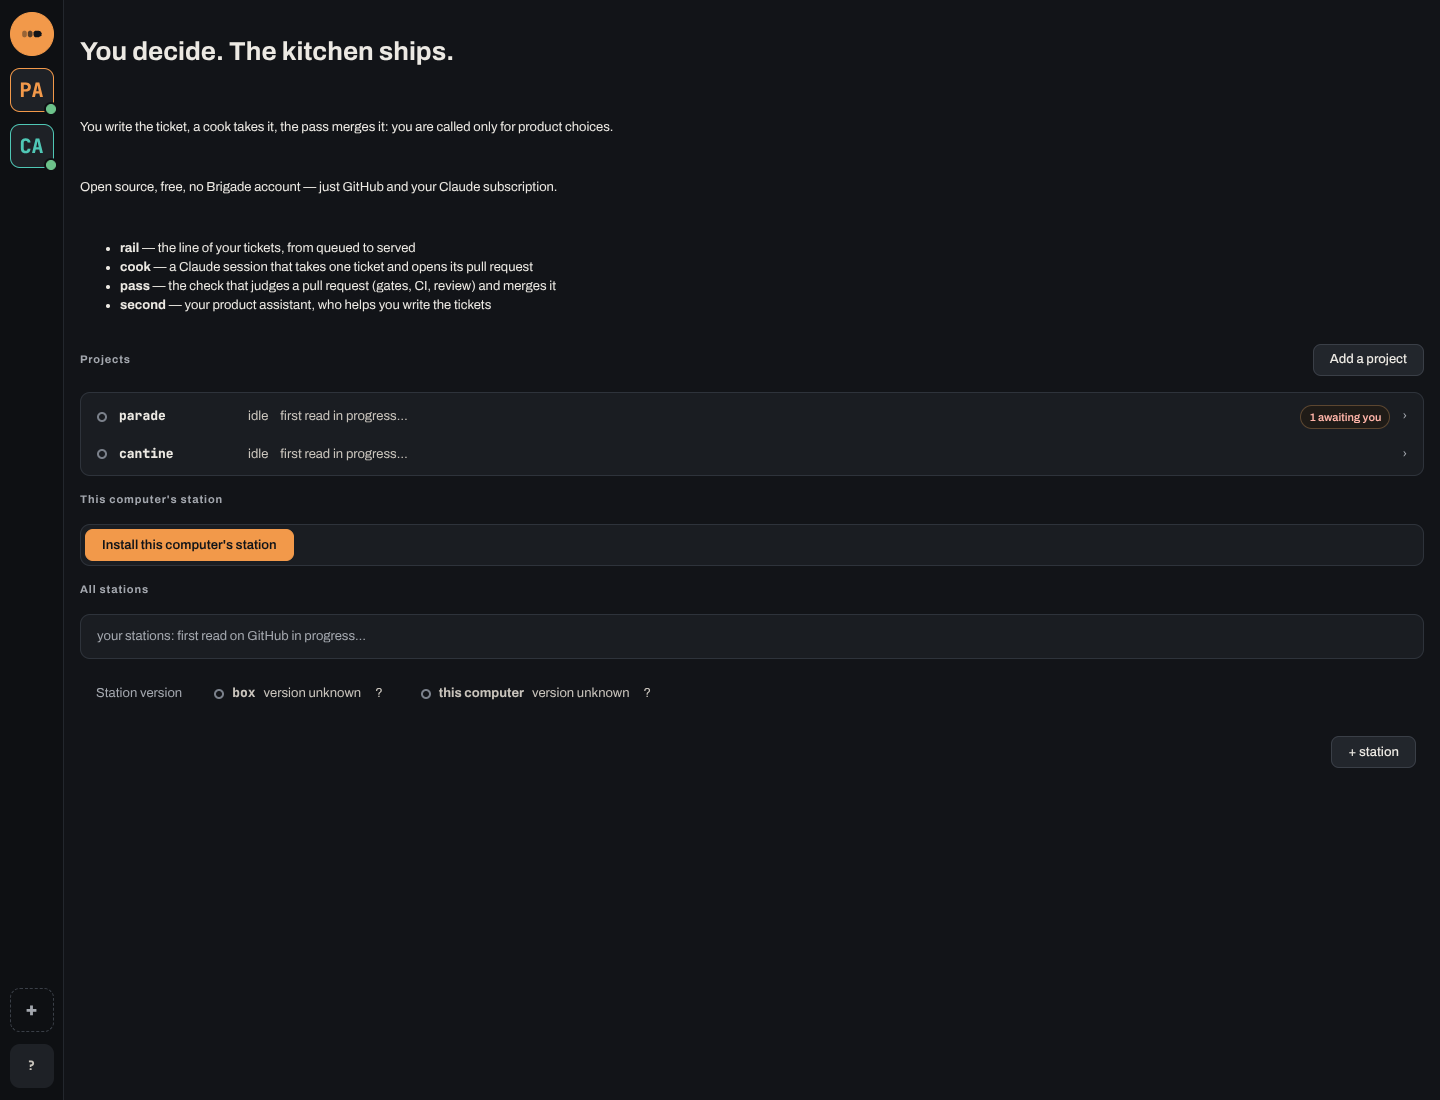 You decide. The kitchen ships.
PA
CA
You write the ticket, a cook takes it, the pass merges it: you are called only for product choices.
Open source, free, no Brigade account — just GitHub and your Claude subscription.
• rail — the line of your tickets, from queued to served
• cook — a Claude session that takes one ticket and opens its pull request
• pass — the check that judges a pull request (gates, CI, review) and merges it
• second — your product assistant, who helps you write the tickets
Projects
Add a project
parade idle first read in progress... 1 awaiting you ›
cantine idle first read in progress... ›
This computer's station
Install this computer's station
All stations
your stations: first read on GitHub in progress...
Station version box version unknown ? this computer version unknown ?
+ station
+
?